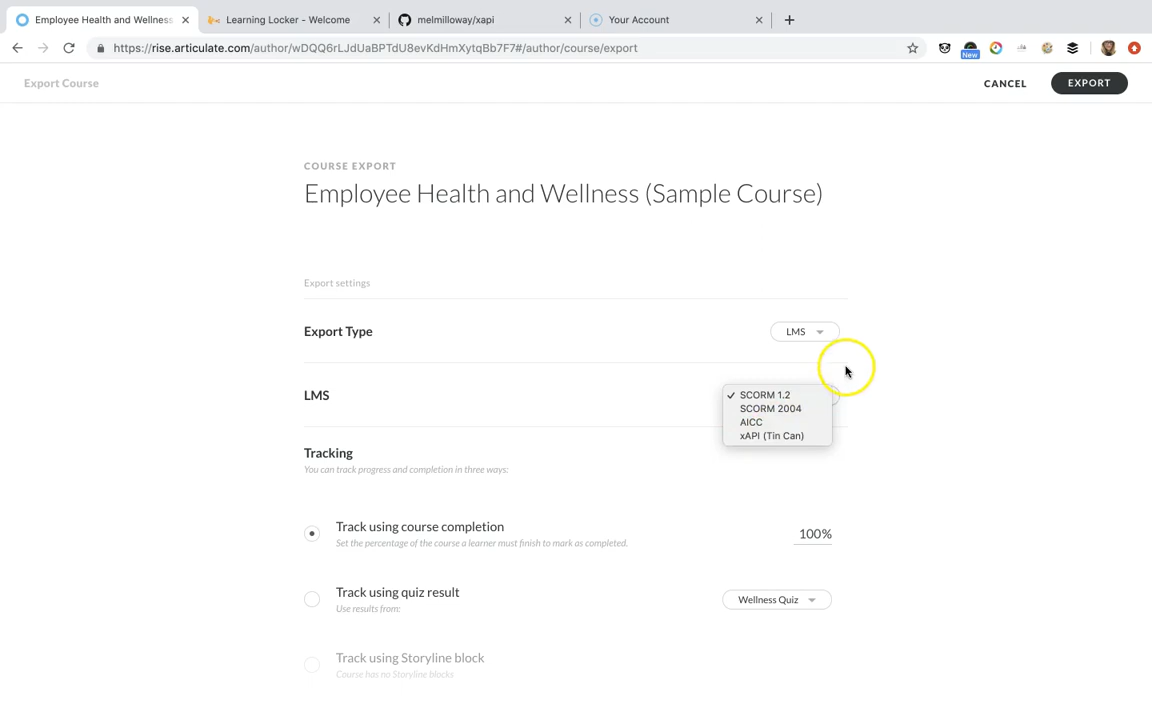 Employee Health and Wellness
Learning Locker - Welcome
melmilloway/xapi
Your Account
https://rise.articulate.com/author/wDQQ6rLJdUaBPTdU8evKdHmXytqBb7F7#/author/course/export
New
Export Course
CANCEL
EXPORT
COURSE EXPORT
Employee Health and Wellness (Sample Course)
Export settings
Export Type
LMS
LMS
SCORM 1.2
SCORM 2004
AICC
xAPI (Tin Can)
Tracking
You can track progress and completion in three ways:
Track using course completion
100%
Set the percentage of the course a learner must finish to mark as completed.
Track using quiz result
Wellness Quiz
Use results from:
Track using Storyline block
Course has no Storyline blocks